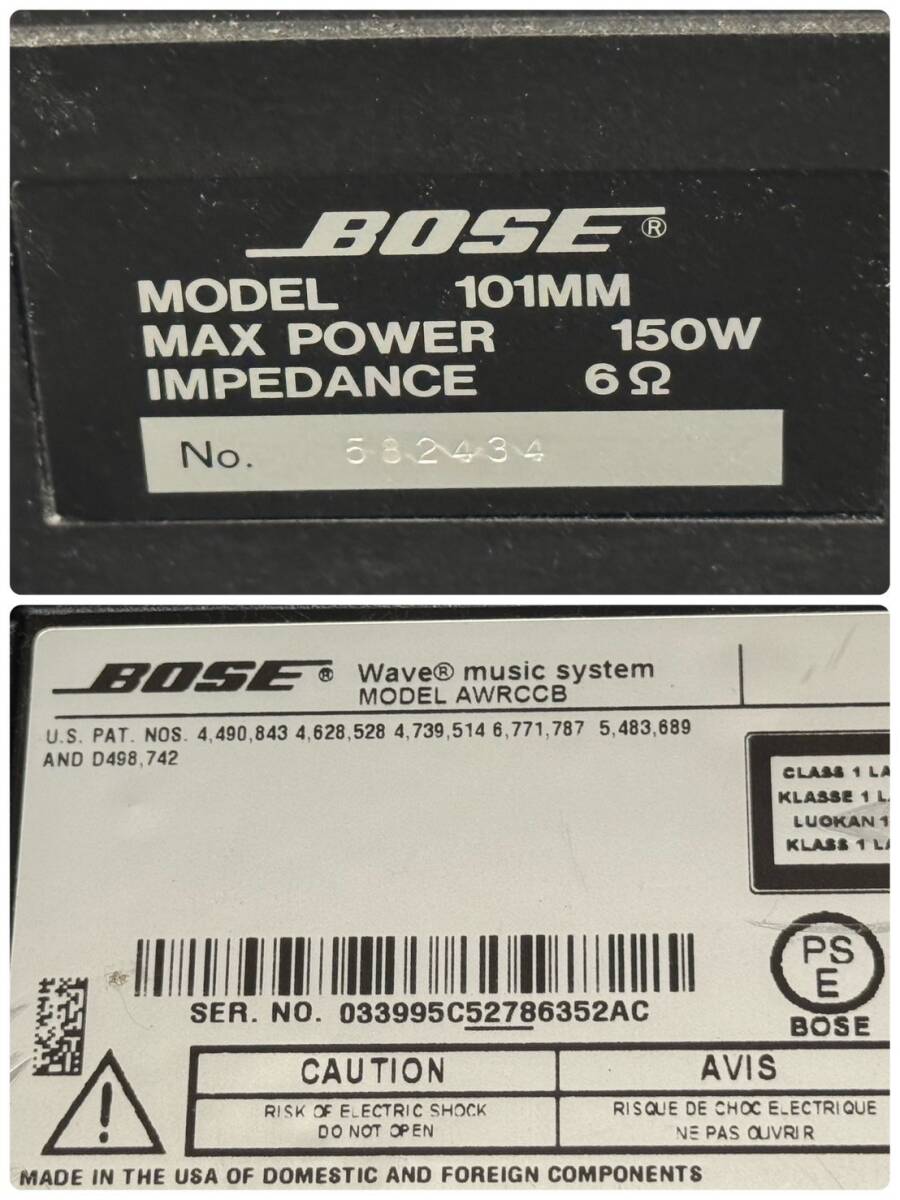 BOSE®
MODEL 101MM
MAX POWER 150W
IMPEDANCE 6Ω
No. 582434
BOSE® Wave® music system
MODEL AWRCCB
U.S. PAT. NOS. 4,490,843 4,628,528 4,739,514 6,771,787 5,483,689
AND D498,742
CLASS 1 LA
KLASSE 1 L
LUOKAN 1
KLASS 1 LA
PS
E
BOSE
SER. NO. 033995C52786352AC
CAUTION
RISK OF ELECTRIC SHOCK
DO NOT OPEN
AVIS
RISQUE DE CHOC ELECTRIQUE
NE PAS OUVRIR
MADE IN THE USA OF DOMESTIC AND FOREIGN COMPONENTS